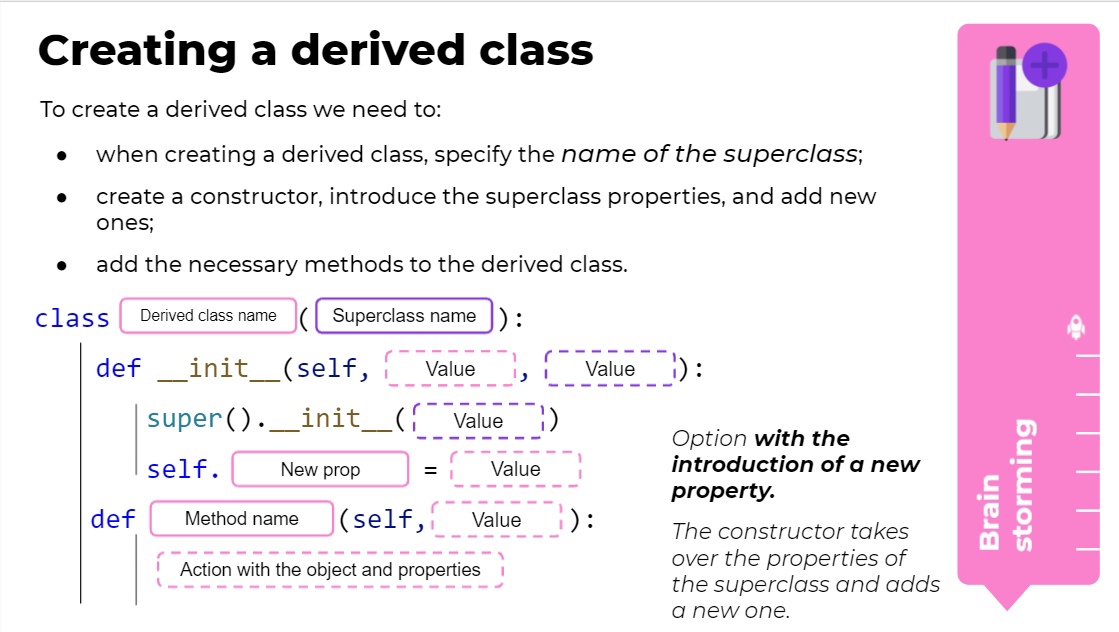 Creating a derived class
To create a derived class we need to:
● when creating a derived class, specify the name of the superclass;
● create a constructor, introduce the superclass properties, and add new
ones;
● add the necessary methods to the derived class.
class Derived class name ( Superclass name ):
def __init__(self, Value , Value ):
super().__init__( Value )
self. New prop = Value
def Method name (self, Value ):
Action with the object and properties
Option with the
introduction of a new
property.
The constructor takes
over the properties of
the superclass and adds
a new one.
Brain
storming